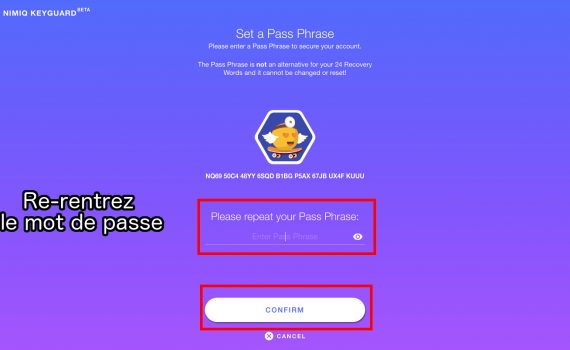 NIMIQ KEYGUARD BETA
Set a Pass Phrase
Please enter a Pass Phrase to secure your account.
The Pass Phrase is not an alternative for your 24 Recovery
Words and it cannot be changed or reset!
NQ69 50C4 48YY 6SQD B1BG P5AX 67JB UX4F KUUU
Re-rentrez
le mot de passe
Please repeat your Pass Phrase:
Enter Pass Phrase
CONFIRM
CANCEL